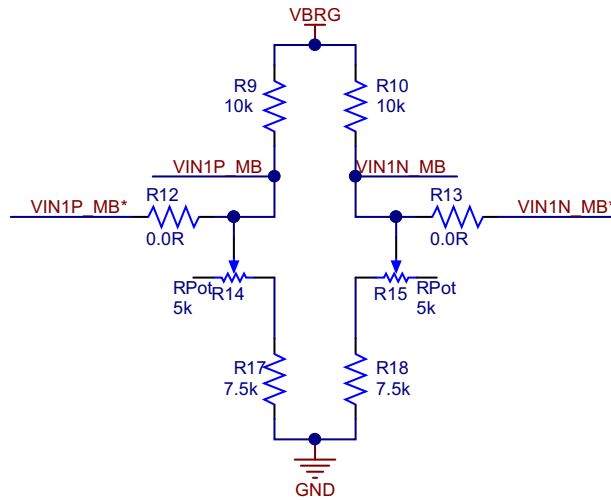 VBRG
R9
10k
R10
10k
VIN1P_MB
VIN1N_MB
R12
R13
VIN1P_MB*
VIN1N_MB*
0.0R
0.0R
RPot
R14
5k
RPot
R15
5k
R17
7.5k
R18
7.5k
GND